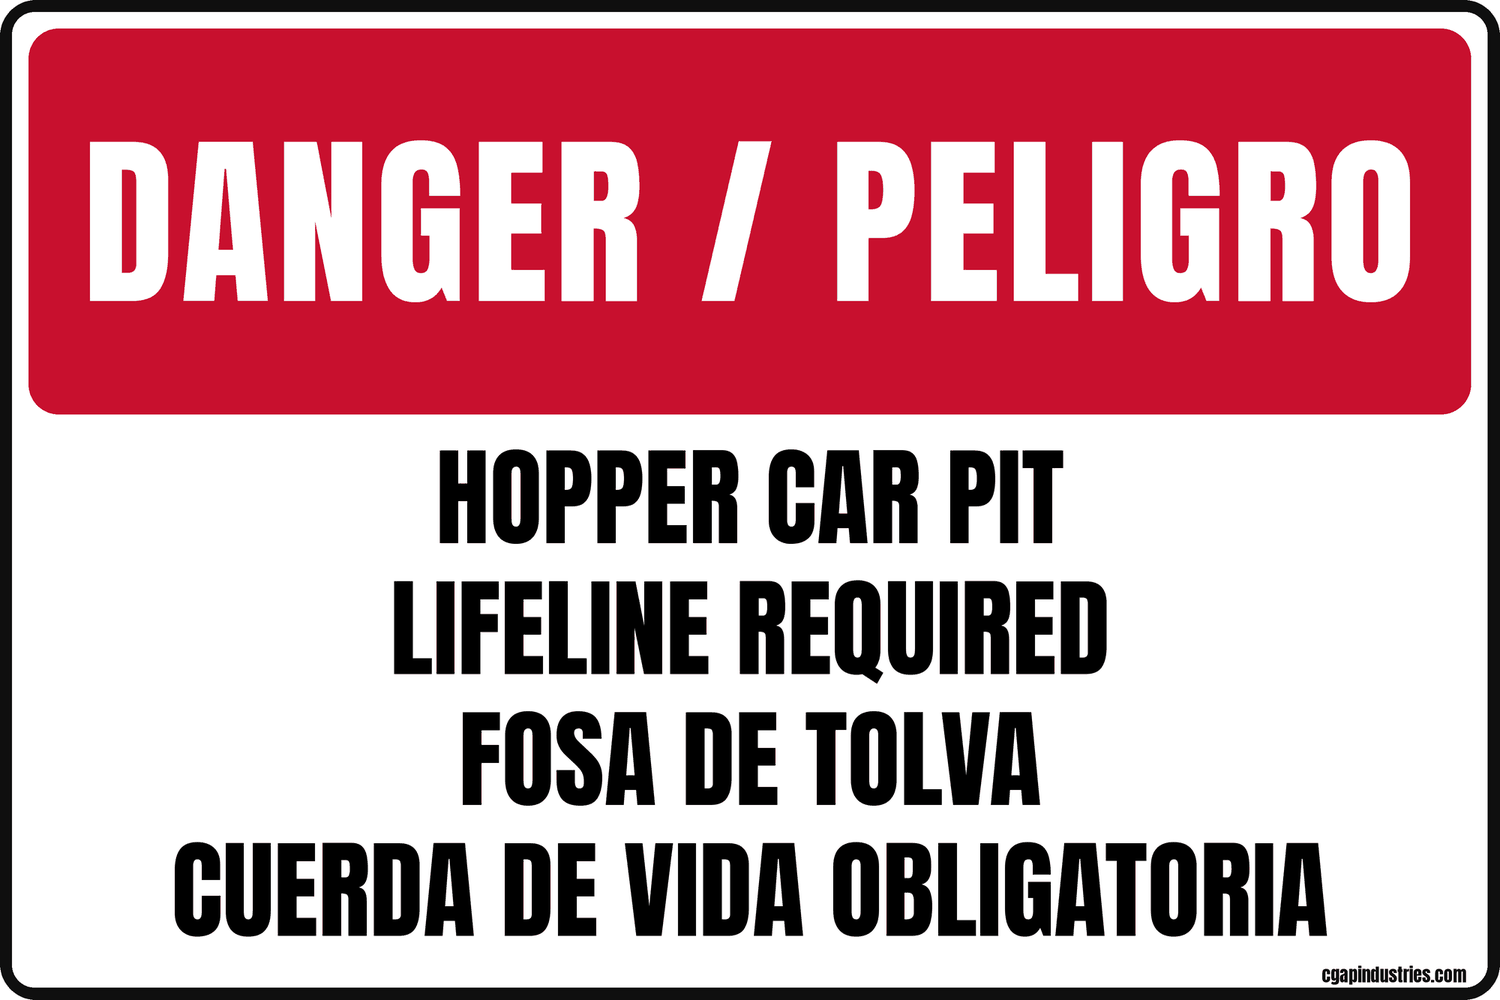 DANGER / PELIGRO
HOPPER CAR PIT
LIFELINE REQUIRED
FOSA DE TOLVA
CUERDA DE VIDA OBLIGATORIA
cgapindustries.com